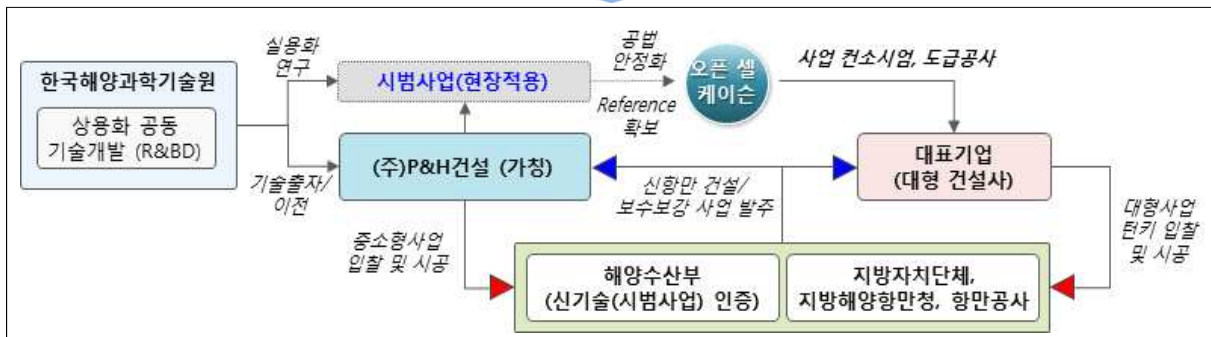 한국해양과학기술원
상용화 공동
기술개발 (R&BD)
실용화
연구
기술출자/
이전
시범사업(현장적용)
(주)P&H건설 (가칭)
공법
안정화
Reference
확보
오픈 셀
케이슨
사업 컨소시엄, 도급공사
대표기업
(대형 건설사)
신항만 건설/
보수보강 사업 발주
중소형사업
입찰 및 시공
대형사업
턴키 입찰
및 시공
해양수산부
(신기술(시범사업) 인증)
지방자치단체,
지방해양항만청, 항만공사